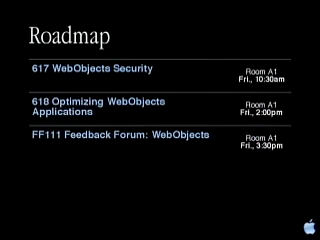 Roadmap
617 WebObjects Security
Room A1
Fri., 10:30am
618 Optimizing WebObjects
Applications
Room A1
Fri., 2:00pm
FF111 Feedback Forum: WebObjects
Room A1
Fri., 3:30pm